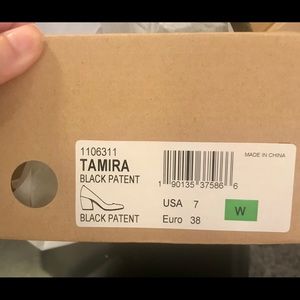 1106311
TAMIRA
BLACK PATENT
MADE IN CHINA
1 90135 37586 6
BLACK PATENT
USA 7
Euro 38
W